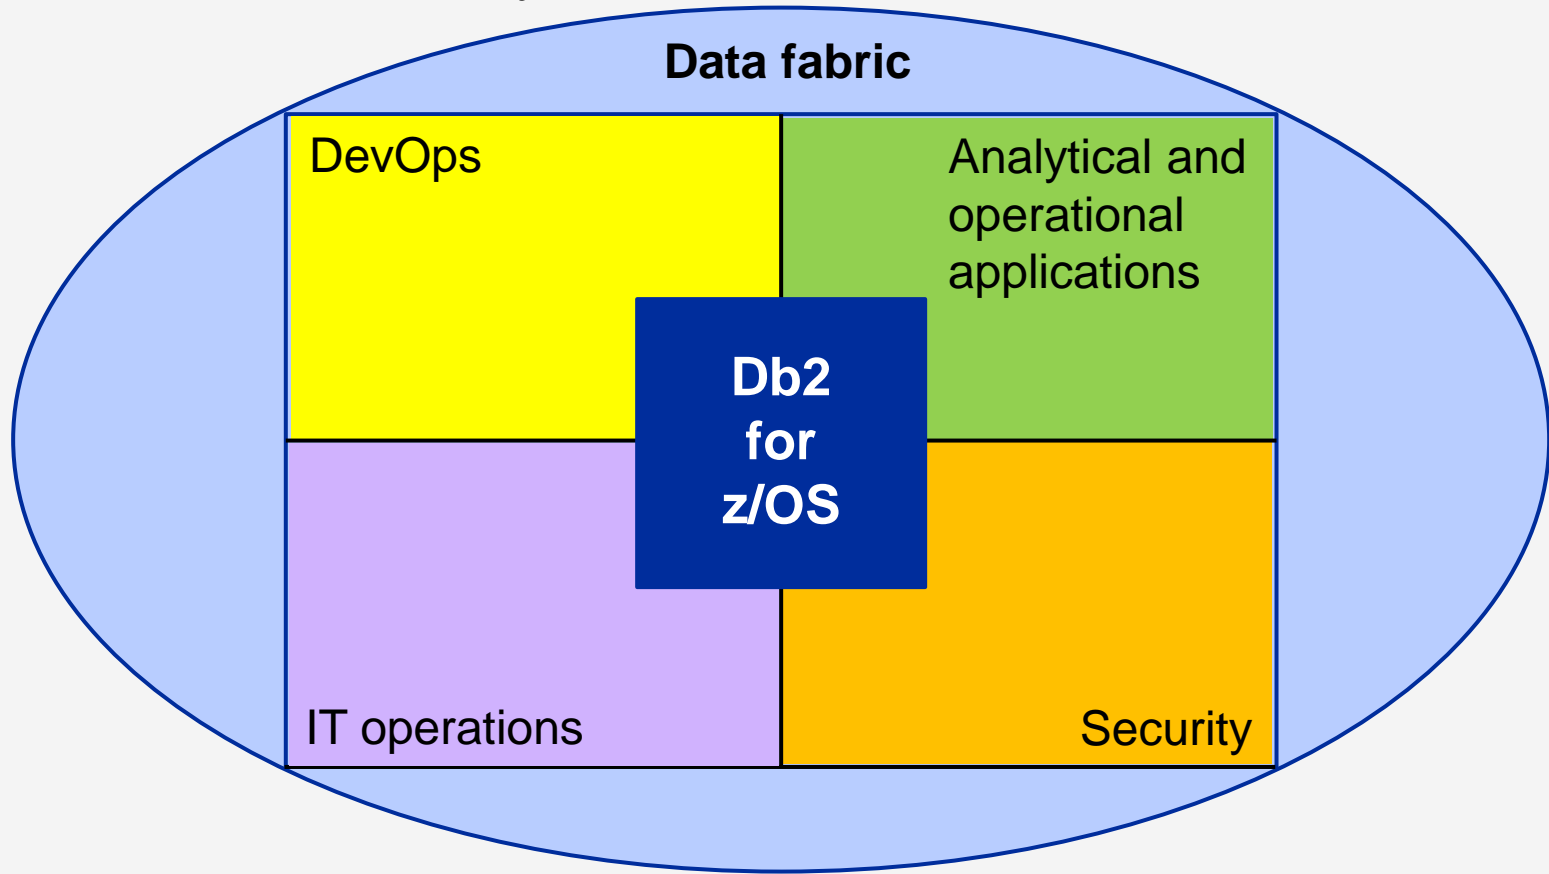 Data fabric
DevOps
Analytical and
operational
applications
Db2
for
z/OS
IT operations
Security